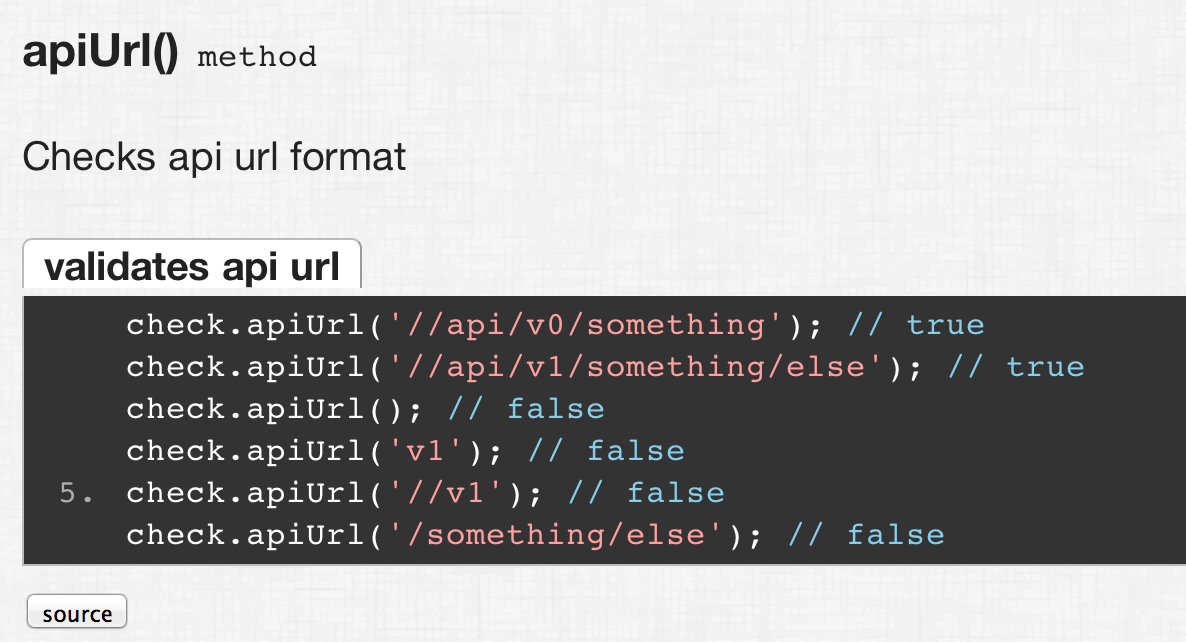 apiUrl() method
Checks api url format
validates api url
check.apiUrl('//api/v0/something'); // true
check.apiUrl('//api/v1/something/else'); // true
check.apiUrl(); // false
check.apiUrl('v1'); // false
5. check.apiUrl('//v1'); // false
check.apiUrl('/something/else'); // false
source